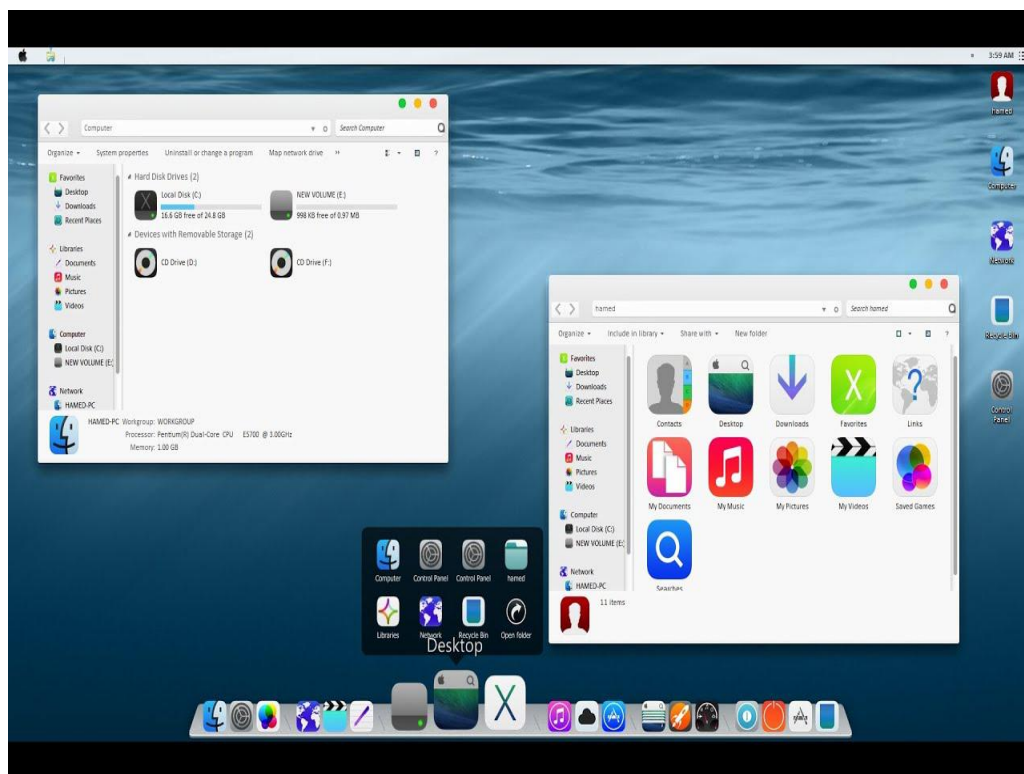 3:59 AM
Computer
Search Computer
Organize
System properties
Uninstall or change a program
Map network drive
»
?
Favorites
Desktop
Downloads
Recent Places
Libraries
Documents
Music
Pictures
Videos
Computer
Local Disk (C:)
NEW VOLUME (E:)
Network
HAMED-PC
Hard Disk Drives (2)
Local Disk (C:)
16.6 GB free of 24.8 GB
NEW VOLUME (E:)
998 KB free of 0.97 MB
Devices with Removable Storage (2)
CD Drive (D:)
CD Drive (F:)
HAMED-PC Workgroup: WORKGROUP
Processor: Pentium(R) Dual-Core CPU E5700 @ 3.00GHz
Memory: 1.00 GB
hamed
Computer
Network
Recycle Bin
Control
Panel
hamed
Search hamed
Organize
Include in library
Share with
New folder
?
Favorites
Desktop
Downloads
Recent Places
Libraries
Documents
Music
Pictures
Videos
Computer
Local Disk (C:)
NEW VOLUME (E:)
Network
HAMED-PC
Contacts
Desktop
Downloads
Favorites
Links
My Documents
My Music
My Pictures
My Videos
Saved Games
Searches
11 items
Computer
Control Panel
Control Panel
hamed
Libraries
Network
Recycle Bin
Open folder
Desktop